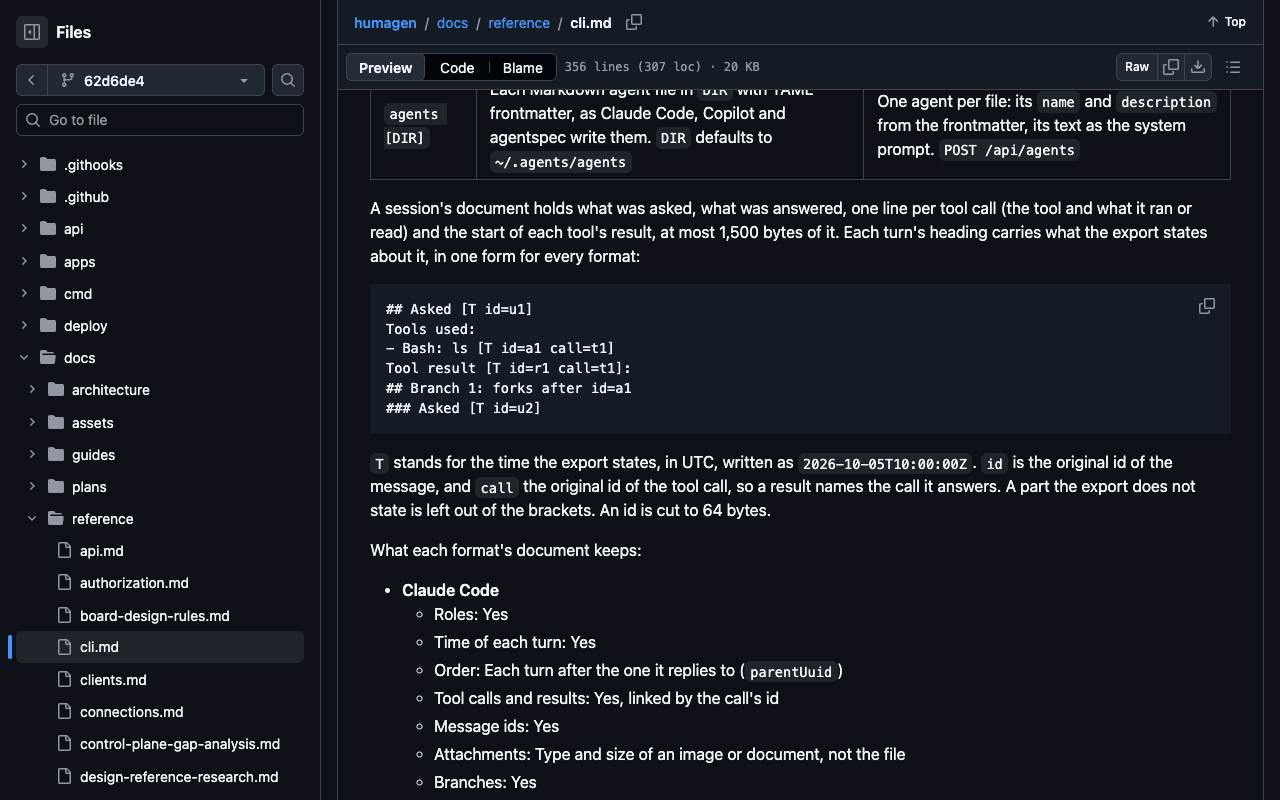 Files
humagen / docs / reference / cli.md
Top
62d6de4
Preview Code Blame 356 lines (307 loc) · 20 KB Raw
Go to file
.githooks
.github
api
apps
cmd
deploy
docs
architecture
assets
guides
plans
reference
api.md
authorization.md
board-design-rules.md
cli.md
clients.md
connections.md
control-plane-gap-analysis.md
design-reference-research.md
agents
[DIR]
Each Markdown agent file in DIR with YAML
frontmatter, as Claude Code, Copilot and
agentspec write them. DIR defaults to
~/.agents/agents
One agent per file: its name and description
from the frontmatter, its text as the system
prompt. POST /api/agents
A session's document holds what was asked, what was answered, one line per tool call (the tool and what it ran or
read) and the start of each tool's result, at most 1,500 bytes of it. Each turn's heading carries what the export states
about it, in one form for every format:
## Asked [T id=u1]
Tools used:
- Bash: ls [T id=a1 call=t1]
Tool result [T id=r1 call=t1]:
## Branch 1: forks after id=a1
### Asked [T id=u2]
T stands for the time the export states, in UTC, written as 2026-10-05T10:00:00Z. id is the original id of the
message, and call the original id of the tool call, so a result names the call it answers. A part the export does not
state is left out of the brackets. An id is cut to 64 bytes.
What each format's document keeps:
• Claude Code
◦ Roles: Yes
◦ Time of each turn: Yes
◦ Order: Each turn after the one it replies to (parentUuid)
◦ Tool calls and results: Yes, linked by the call's id
◦ Message ids: Yes
◦ Attachments: Type and size of an image or document, not the file
◦ Branches: Yes